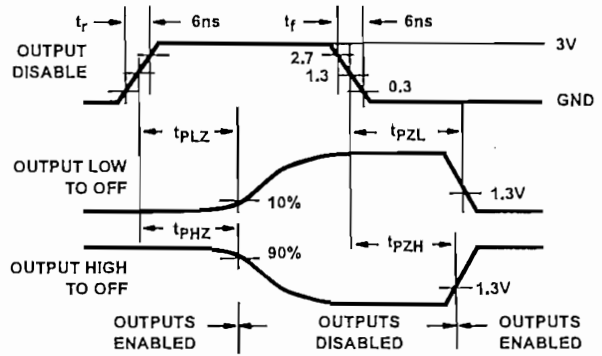 tr 6ns tf 6ns
OUTPUT
DISABLE
2.7
1.3
0.3
3V
GND
tPLZ tPZL
OUTPUT LOW
TO OFF
10%
1.3V
tPHZ tPZH
OUTPUT HIGH
TO OFF
90%
1.3V
OUTPUTS
ENABLED
OUTPUTS
DISABLED
OUTPUTS
ENABLED